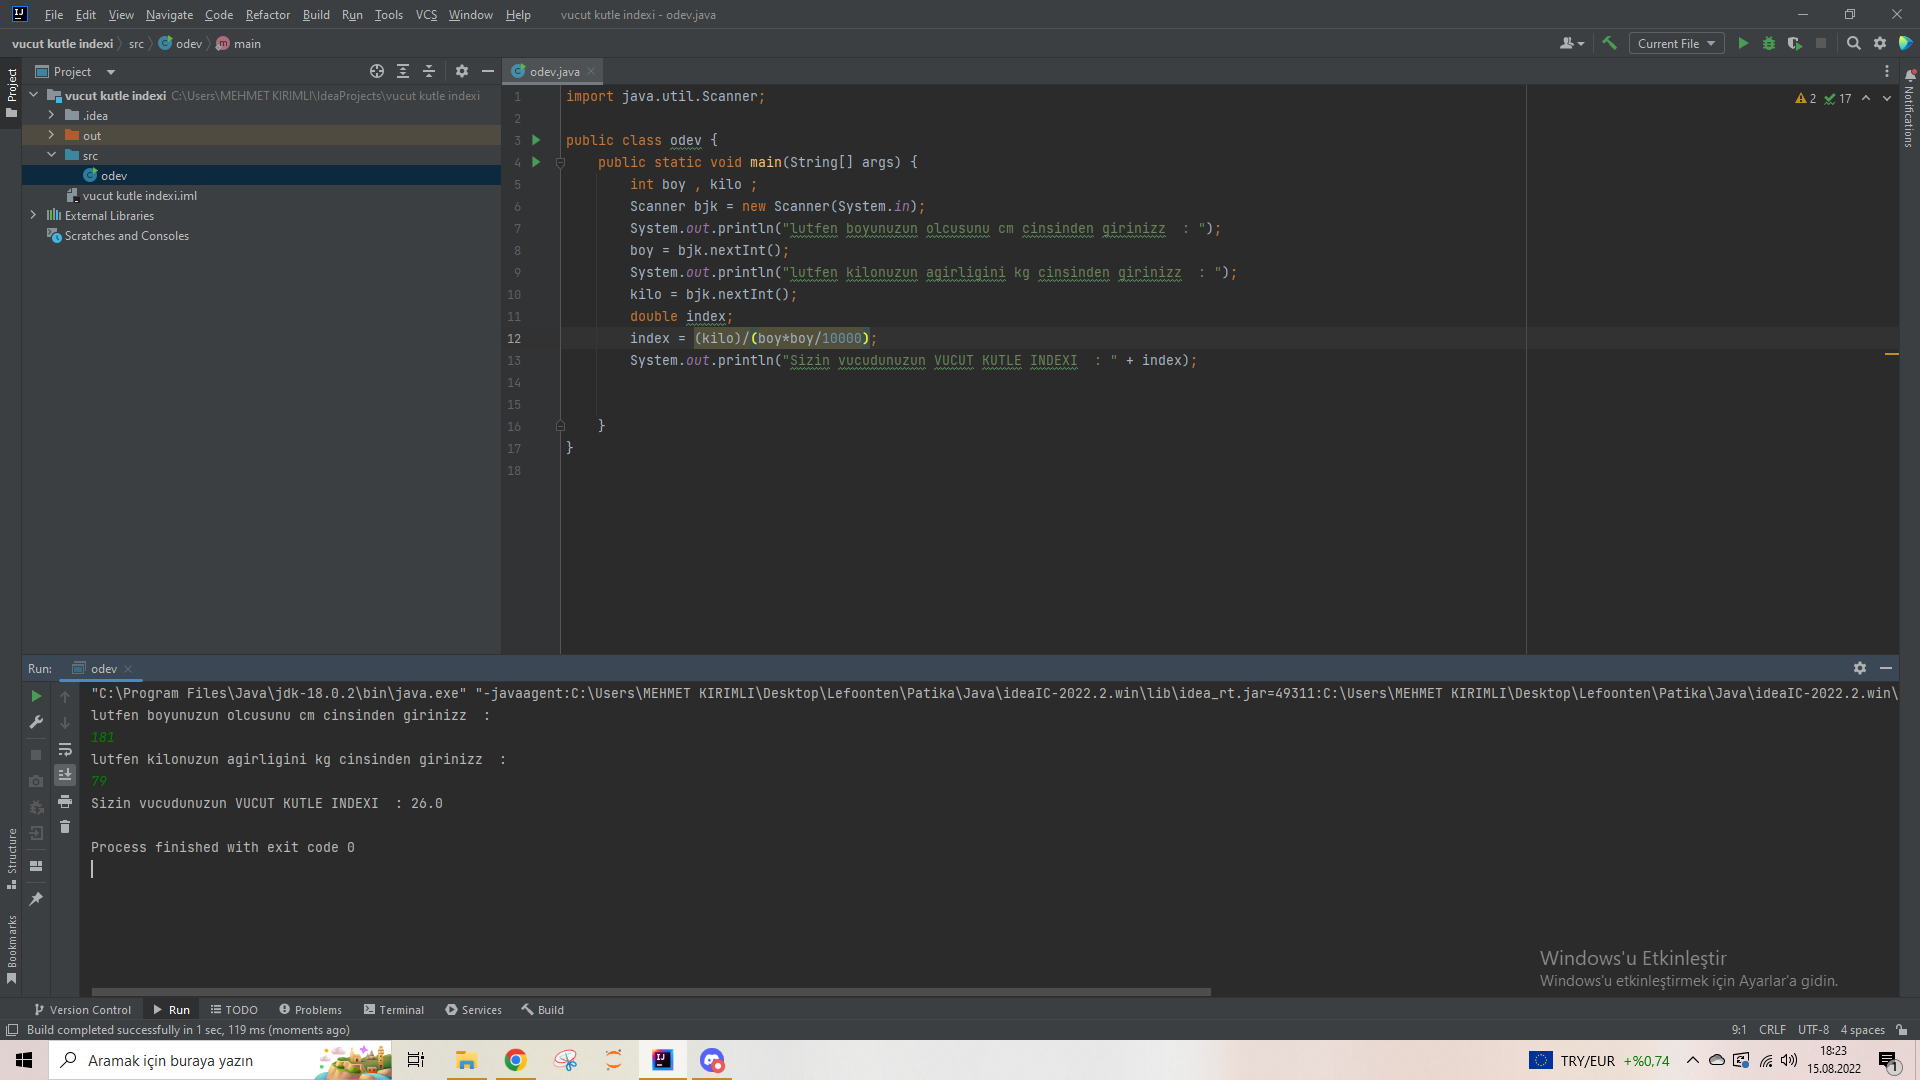 File Edit View Navigate Code Refactor Build Run Tools VCS Window Help vucut kutle indexi - odev.java
vucut kutle indexi src odev main
Current File
Project
odev.java
vucut kutle indexi C:\Users\MEHMET KIRIMLI\IdeaProjects\vucut kutle indexi
.idea
out
src
odev
vucut kutle indexi.iml
External Libraries
Scratches and Consoles
Project
Notifications
2 17
1 import java.util.Scanner;
2
3 public class odev {
4 public static void main(String[] args) {
5 int boy , kilo ;
6 Scanner bjk = new Scanner(System.in);
7 System.out.println("lutfen boyunuzun olcusunu cm cinsinden girinizz  : ");
8 boy = bjk.nextInt();
9 System.out.println("lutfen kilonuzun agirligini kg cinsinden girinizz  : ");
10 kilo = bjk.nextInt();
11 double index;
12 index = (kilo)/(boy*boy/10000);
13 System.out.println("Sizin vucudunuzun VUCUT KUTLE INDEXI  : " + index);
14
15
16 }
17 }
18
Run: odev
"C:\Program Files\Java\jdk-18.0.2\bin\java.exe" "-javaagent:C:\Users\MEHMET KIRIMLI\Desktop\Lefoonten\Patika\Java\ideaIC-2022.2.win\lib\idea_rt.jar=49311:C:\Users\MEHMET KIRIMLI\Desktop\Lefoonten\Patika\Java\ideaIC-2022.2.win\
lutfen boyunuzun olcusunu cm cinsinden girinizz  :
181
lutfen kilonuzun agirligini kg cinsinden girinizz  :
79
Sizin vucudunuzun VUCUT KUTLE INDEXI  : 26.0
Process finished with exit code 0
Structure
Bookmarks
Windows'u Etkinleştir
Windows'u etkinleştirmek için Ayarlar'a gidin.
Version Control Run TODO Problems Terminal Services Build
Build completed successfully in 1 sec, 119 ms (moments ago)
9:1 CRLF UTF-8 4 spaces
Aramak için buraya yazın
TRY/EUR +%0,74
18:23
15.08.2022
1